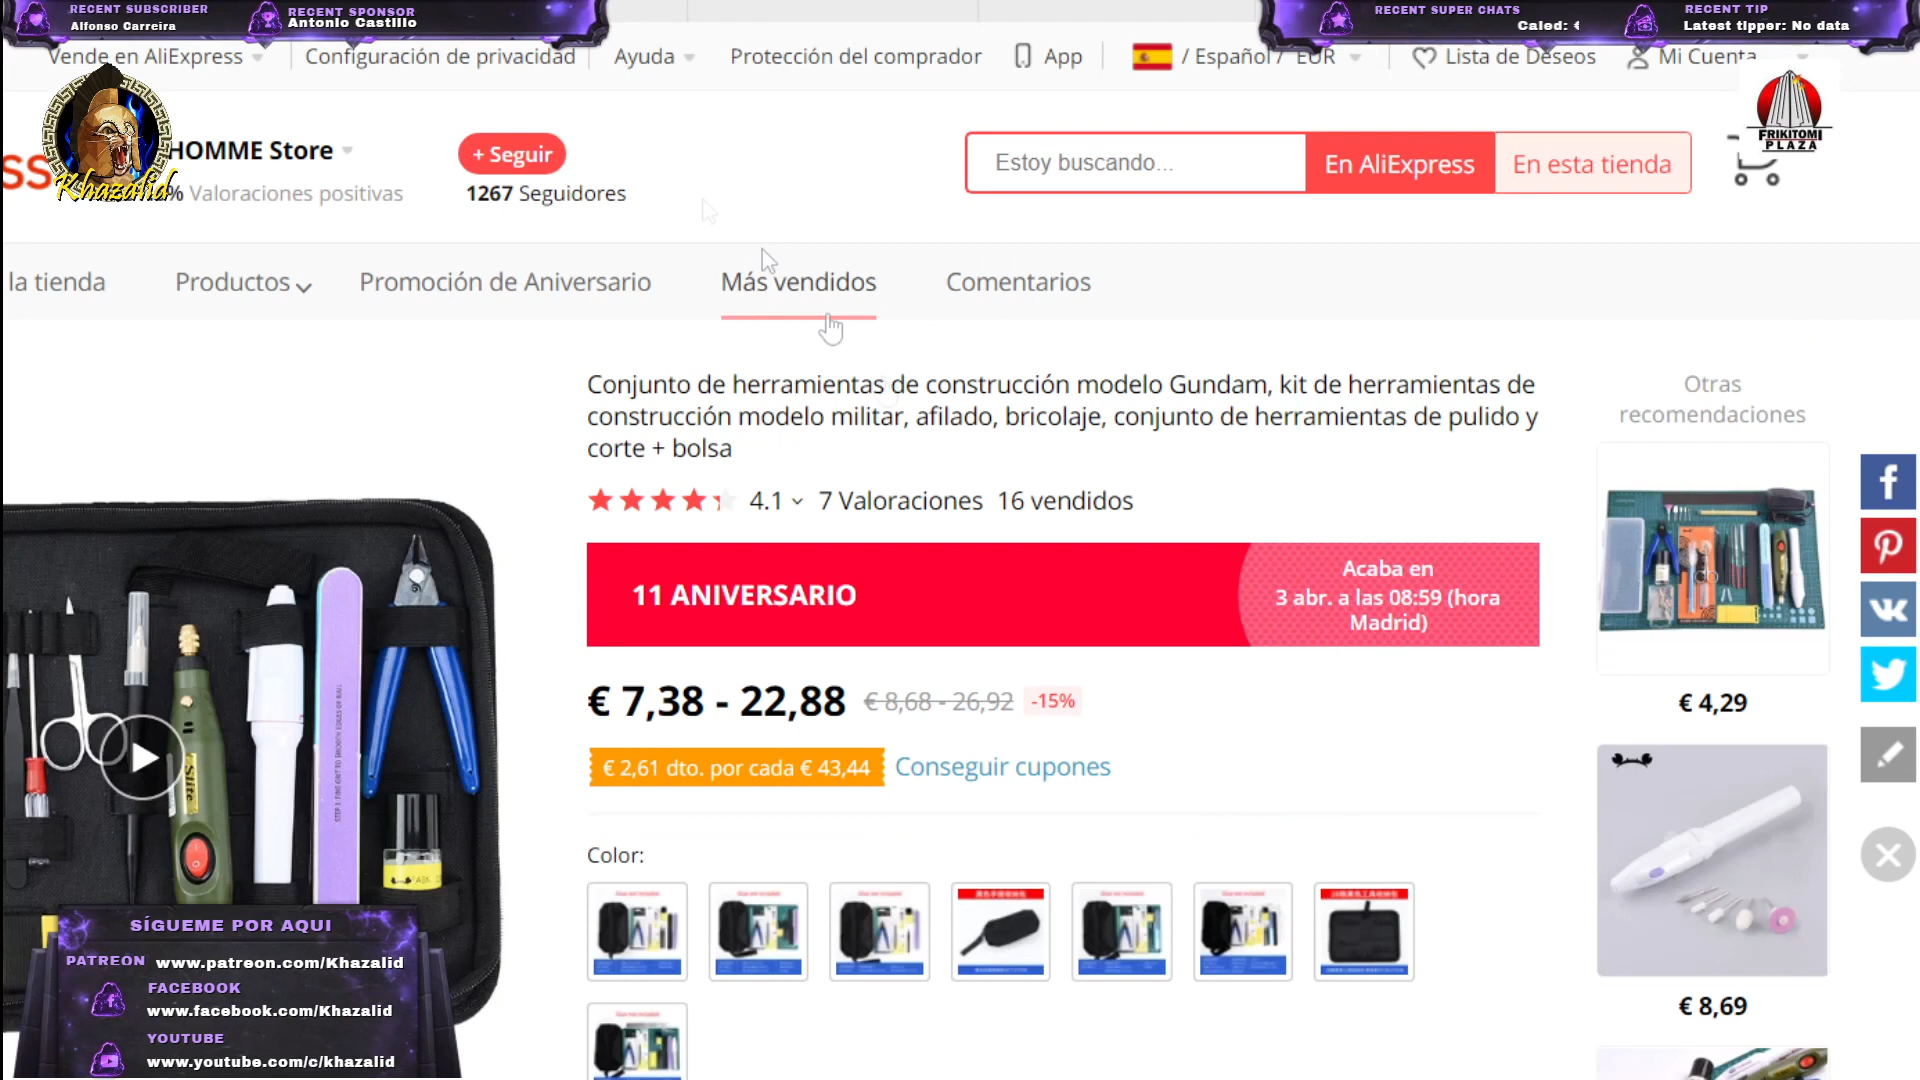 RECENT SUBSCRIBER
Alfonso Carreira
RECENT SPONSOR
Antonio Castillo
RECENT SUPER CHATS
Caled: €
RECENT TIP
Latest tipper: No data
Vende en AliExpress
Configuración de privacidad
Ayuda
Protección del comprador
App
/ Español / EUR
Lista de Deseos
Mi Cuenta
Khazalid
HOMME Store
% Valoraciones positivas
+ Seguir
1267 Seguidores
Estoy buscando...
En AliExpress
En esta tienda
FRIKITOMI
PLAZA
la tienda
Productos
Promoción de Aniversario
Más vendidos
Comentarios
Conjunto de herramientas de construcción modelo Gundam, kit de herramientas de
construcción modelo militar, afilado, bricolaje, conjunto de herramientas de pulido y
corte + bolsa
4.1
7 Valoraciones
16 vendidos
11 ANIVERSARIO
Acaba en
3 abr. a las 08:59 (hora
Madrid)
€ 7,38 - 22,88
€ 8,68 - 26,92
-15%
€ 2,61 dto. por cada € 43,44
Conseguir cupones
Color:
Otras
recomendaciones
€ 4,29
€ 8,69
SÍGUEME POR AQUI
PATREON www.patreon.com/Khazalid
FACEBOOK
www.facebook.com/Khazalid
YOUTUBE
www.youtube.com/c/khazalid